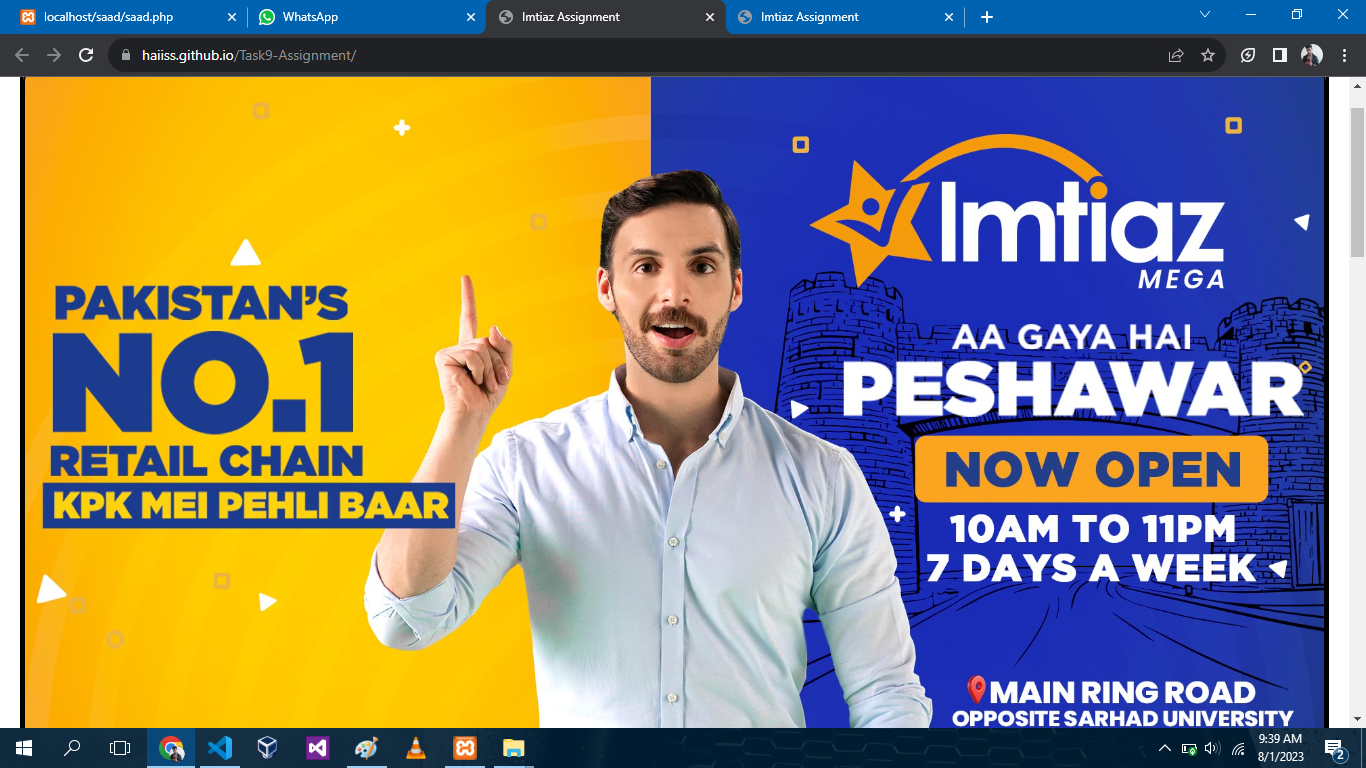 localhost/saad/saad.php
WhatsApp
Imtiaz Assignment
Imtiaz Assignment
haiiss.github.io/Task9-Assignment/
PAKISTAN'S
NO.1
RETAIL CHAIN
KPK MEI PEHLI BAAR
Imtiaz
MEGA
AA GAYA HAI
PESHAWAR
NOW OPEN
10AM TO 11PM
7 DAYS A WEEK
MAIN RING ROAD
OPPOSITE SARHAD UNIVERSITY
9:39 AM
8/1/2023
2